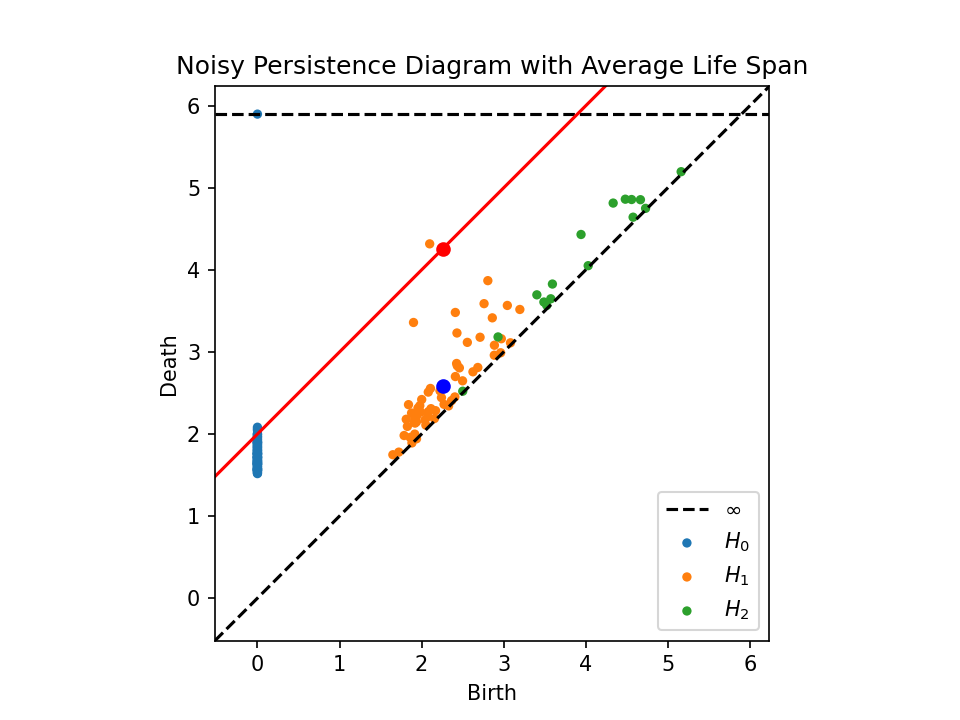 Noisy Persistence Diagram with Average Life Span
6
5
4
3
2
1
0
Death
0 1 2 3 4 5 6
Birth
∞
H₀
H₁
H₂